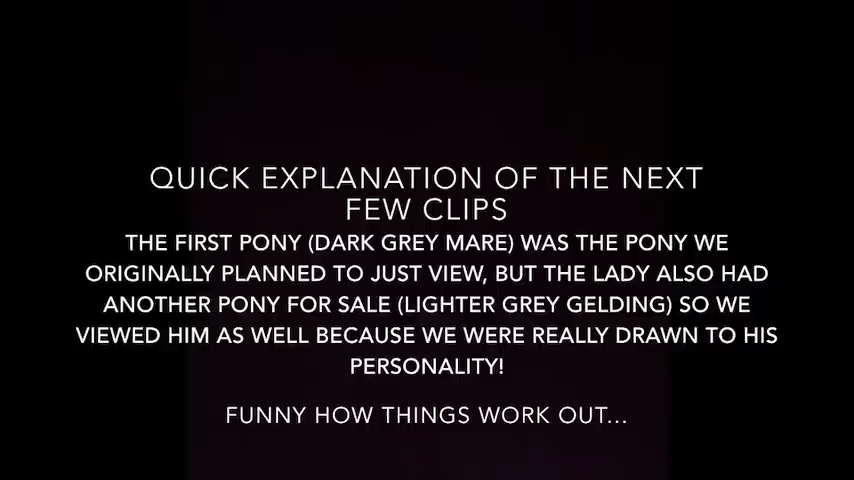 QUICK EXPLANATION OF THE NEXT
FEW CLIPS
THE FIRST PONY (DARK GREY MARE) WAS THE PONY WE
ORIGINALLY PLANNED TO JUST VIEW, BUT THE LADY ALSO HAD
ANOTHER PONY FOR SALE (LIGHTER GREY GELDING) SO WE
VIEWED HIM AS WELL BECAUSE WE WERE REALLY DRAWN TO HIS
PERSONALITY!
FUNNY HOW THINGS WORK OUT...